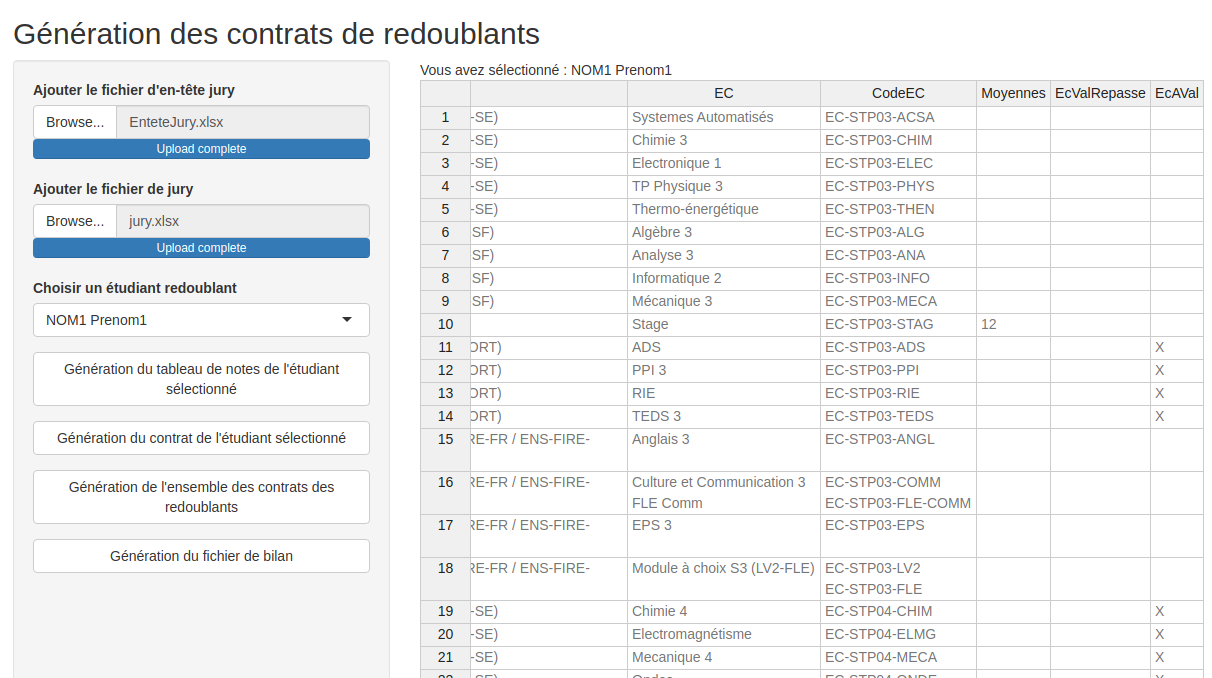 Génération des contrats de redoublants
Ajouter le fichier d'en-tête jury
Browse... EnteteJury.xlsx
Upload complete
Ajouter le fichier de jury
Browse... jury.xlsx
Upload complete
Choisir un étudiant redoublant
NOM1 Prenom1
Génération du tableau de notes de l'étudiant
sélectionné
Génération du contrat de l'étudiant sélectionné
Génération de l'ensemble des contrats des
redoublants
Génération du fichier de bilan
Vous avez sélectionné : NOM1 Prenom1
EC CodeEC Moyennes EcValRepasse EcAVal
1 -SE) Systemes Automatisés EC-STP03-ACSA
2 -SE) Chimie 3 EC-STP03-CHIM
3 -SE) Electronique 1 EC-STP03-ELEC
4 -SE) TP Physique 3 EC-STP03-PHYS
5 -SE) Thermo-énergétique EC-STP03-THEN
6 SF) Algèbre 3 EC-STP03-ALG
7 SF) Analyse 3 EC-STP03-ANA
8 SF) Informatique 2 EC-STP03-INFO
9 SF) Mécanique 3 EC-STP03-MECA
10 Stage EC-STP03-STAG 12
11 ORT) ADS EC-STP03-ADS X
12 ORT) PPI 3 EC-STP03-PPI X
13 ORT) RIE EC-STP03-RIE X
14 ORT) TEDS 3 EC-STP03-TEDS X
15 RE-FR / ENS-FIRE- Anglais 3 EC-STP03-ANGL
16 RE-FR / ENS-FIRE- Culture et Communication 3 EC-STP03-COMM
FLE Comm EC-STP03-FLE-COMM
17 RE-FR / ENS-FIRE- EPS 3 EC-STP03-EPS
18 RE-FR / ENS-FIRE- Module à choix S3 (LV2-FLE) EC-STP03-LV2
EC-STP03-FLE
19 -SE) Chimie 4 EC-STP04-CHIM X
20 -SE) Electromagnétisme EC-STP04-ELMG X
21 -SE) Mecanique 4 EC-STP04-MECA X
22 -SE) Ondes EC-STP04-ONDE X